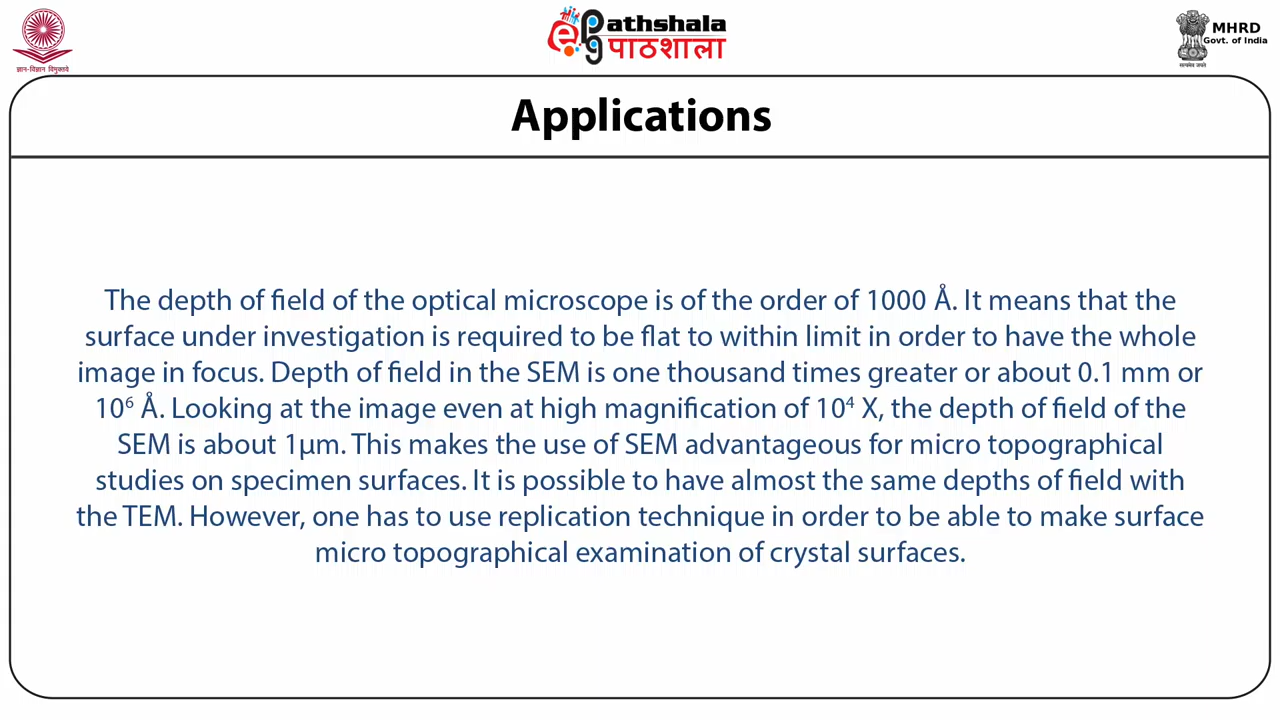 ज्ञान-विज्ञान विमुक्तये
ePG Pathshala
पाठशाला
MHRD
Govt. of India
सत्यमेव जयते
Applications
The depth of field of the optical microscope is of the order of 1000 Å. It means that the
surface under investigation is required to be flat to within limit in order to have the whole
image in focus. Depth of field in the SEM is one thousand times greater or about 0.1 mm or
10⁶ Å. Looking at the image even at high magnification of 10⁴ X, the depth of field of the
SEM is about 1µm. This makes the use of SEM advantageous for micro topographical
studies on specimen surfaces. It is possible to have almost the same depths of field with
the TEM. However, one has to use replication technique in order to be able to make surface
micro topographical examination of crystal surfaces.